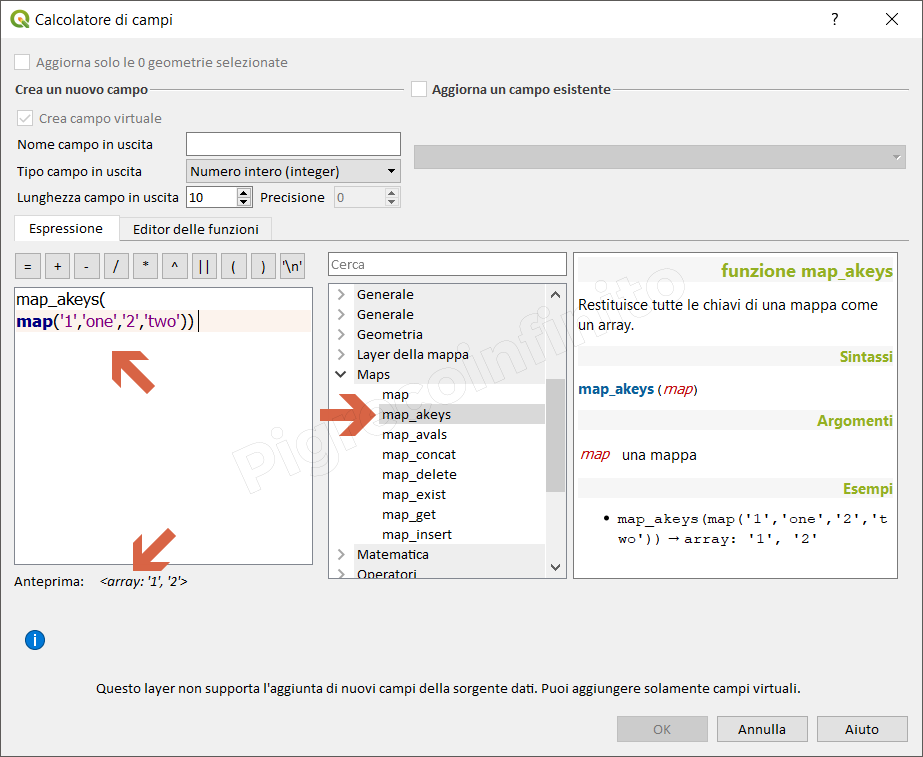 Calcolatore di campi
?
Aggiorna solo le 0 geometrie selezionate
Crea un nuovo campo
Aggiorna un campo esistente
Crea campo virtuale
Nome campo in uscita
Tipo campo in uscita
Numero intero (integer)
Lunghezza campo in uscita
10
Precisione
0
Espressione
Editor delle funzioni
= + - / * ^ || ( ) '\n'
map_akeys(
map('1','one','2','two'))
Anteprima: <array: '1', '2'>
Cerca
Generale
Generale
Geometria
Layer della mappa
Maps
map
map_akeys
map_avals
map_concat
map_delete
map_exist
map_get
map_insert
Matematica
Operatori
funzione map_akeys
Restituisce tutte le chiavi di una mappa come
un array.
Sintassi
map_akeys (map)
Argomenti
map una mappa
Esempi
• map_akeys(map('1','one','2','t
wo')) → array: '1', '2'
Pigrecoinfinito
i
Questo layer non supporta l'aggiunta di nuovi campi della sorgente dati. Puoi aggiungere solamente campi virtuali.
OK
Annulla
Aiuto